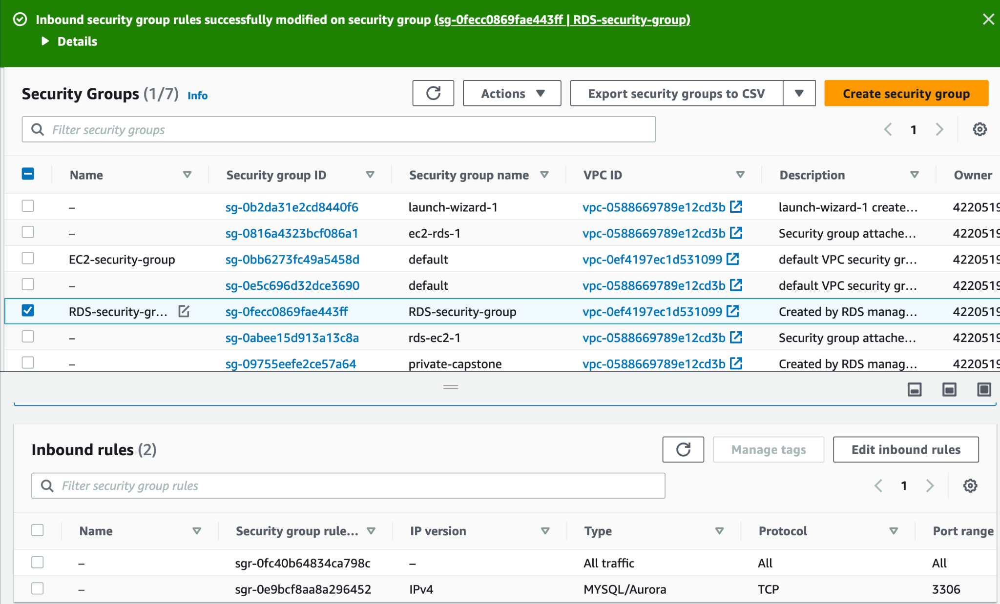 Inbound security group rules successfully modified on security group (sg-0fecc0869fae443ff | RDS-security-group)
Details
Security Groups (1/7) Info
Actions
Export security groups to CSV
Create security group
Filter security groups
1
Name Security group ID Security group name VPC ID Description Owner
– sg-0b2da31e2cd8440f6 launch-wizard-1 vpc-0588669789e12cd3b launch-wizard-1 create... 4220519
– sg-0816a4323bcf086a1 ec2-rds-1 vpc-0588669789e12cd3b Security group attache... 4220519
EC2-security-group sg-0bb6273fc49a5458d default vpc-0ef4197ec1d531099 default VPC security gr... 4220519
– sg-0e5c696d32dce3690 default vpc-0588669789e12cd3b default VPC security gr... 4220519
RDS-security-gr... sg-0fecc0869fae443ff RDS-security-group vpc-0ef4197ec1d531099 Created by RDS manag... 4220519
– sg-0abee15d913a13c8a rds-ec2-1 vpc-0588669789e12cd3b Security group attache... 4220519
– sg-09755eefe2ce57a64 private-capstone vpc-0588669789e12cd3b Created by RDS manag... 4220519
Inbound rules (2)
Manage tags
Edit inbound rules
Filter security group rules
1
Name Security group rule... IP version Type Protocol Port range
– sgr-0fc40b64834ca798c – All traffic All All
– sgr-0e9bcf8aa8a296452 IPv4 MYSQL/Aurora TCP 3306